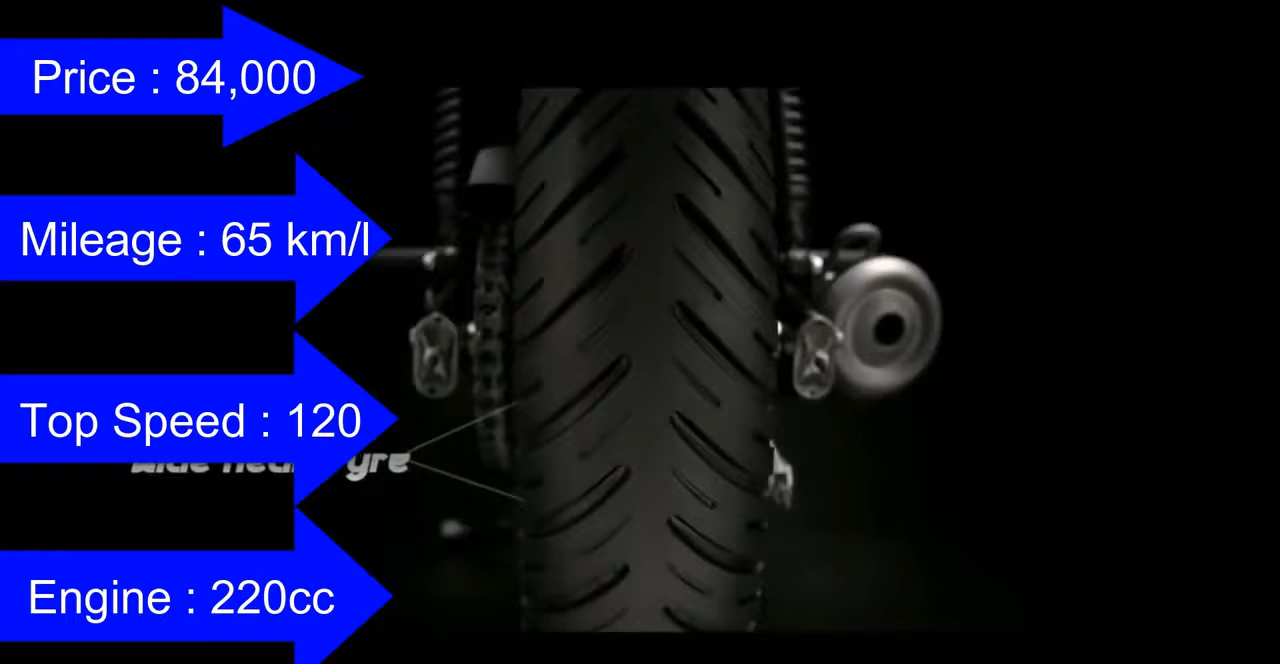 Price : 84,000
Mileage : 65 km/l
Top Speed : 120
Engine : 220cc